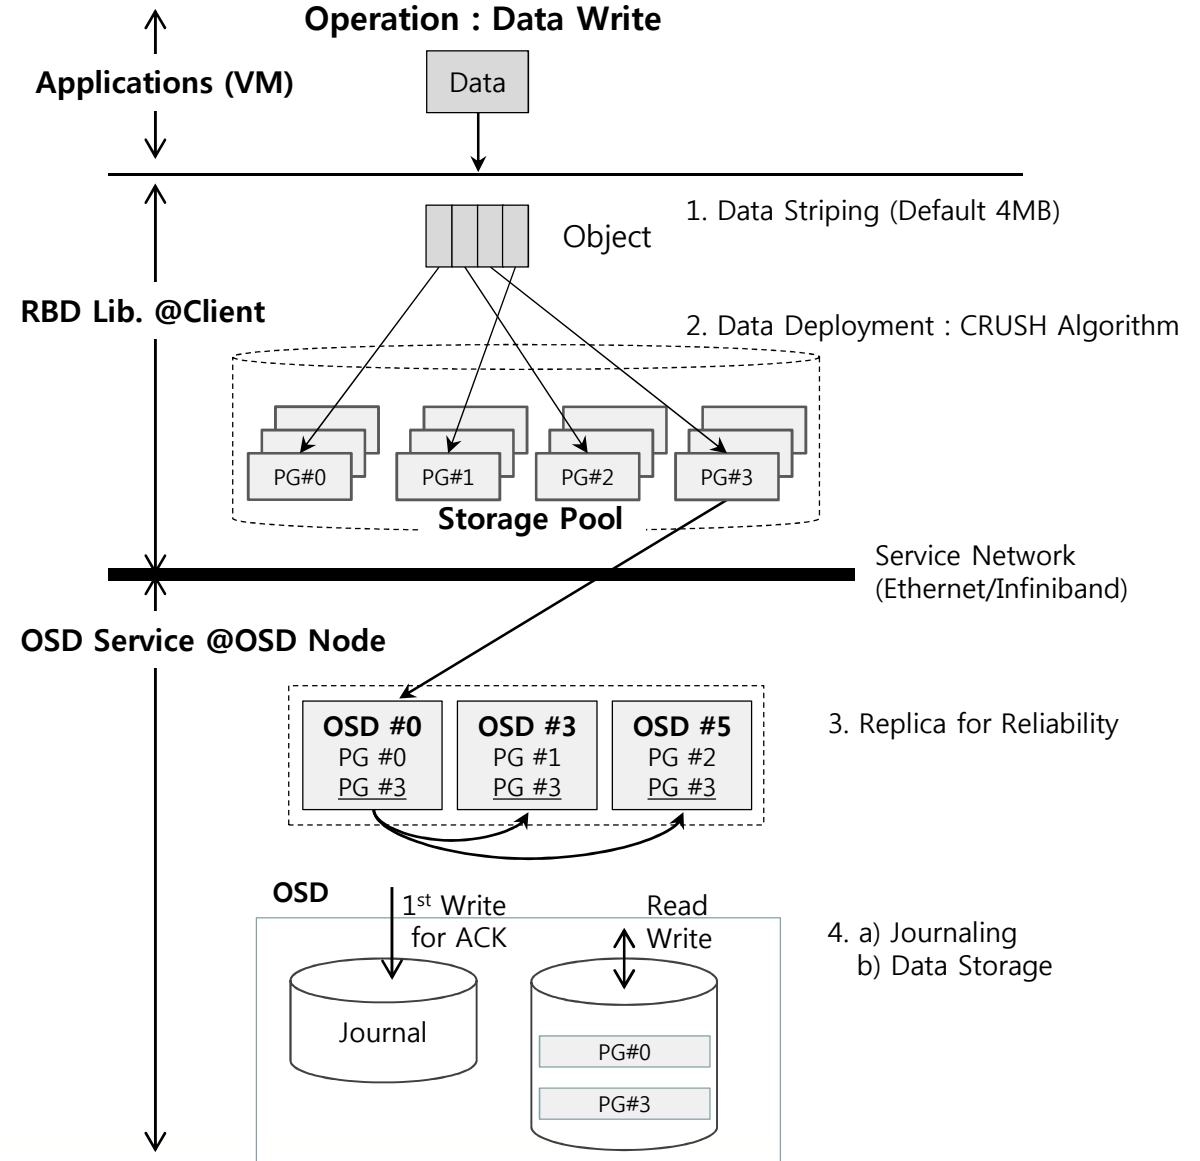 Operation : Data Write
Applications (VM)
Data
1. Data Striping (Default 4MB)
Object
RBD Lib. @Client
2. Data Deployment : CRUSH Algorithm
PG#0
PG#1
PG#2
PG#3
Storage Pool
Service Network
(Ethernet/Infiniband)
OSD Service @OSD Node
OSD #0
PG #0
PG #3
OSD #3
PG #1
PG #3
OSD #5
PG #2
PG #3
3. Replica for Reliability
OSD
1st Write
for ACK
Read
Write
4. a) Journaling
b) Data Storage
Journal
PG#0
PG#3